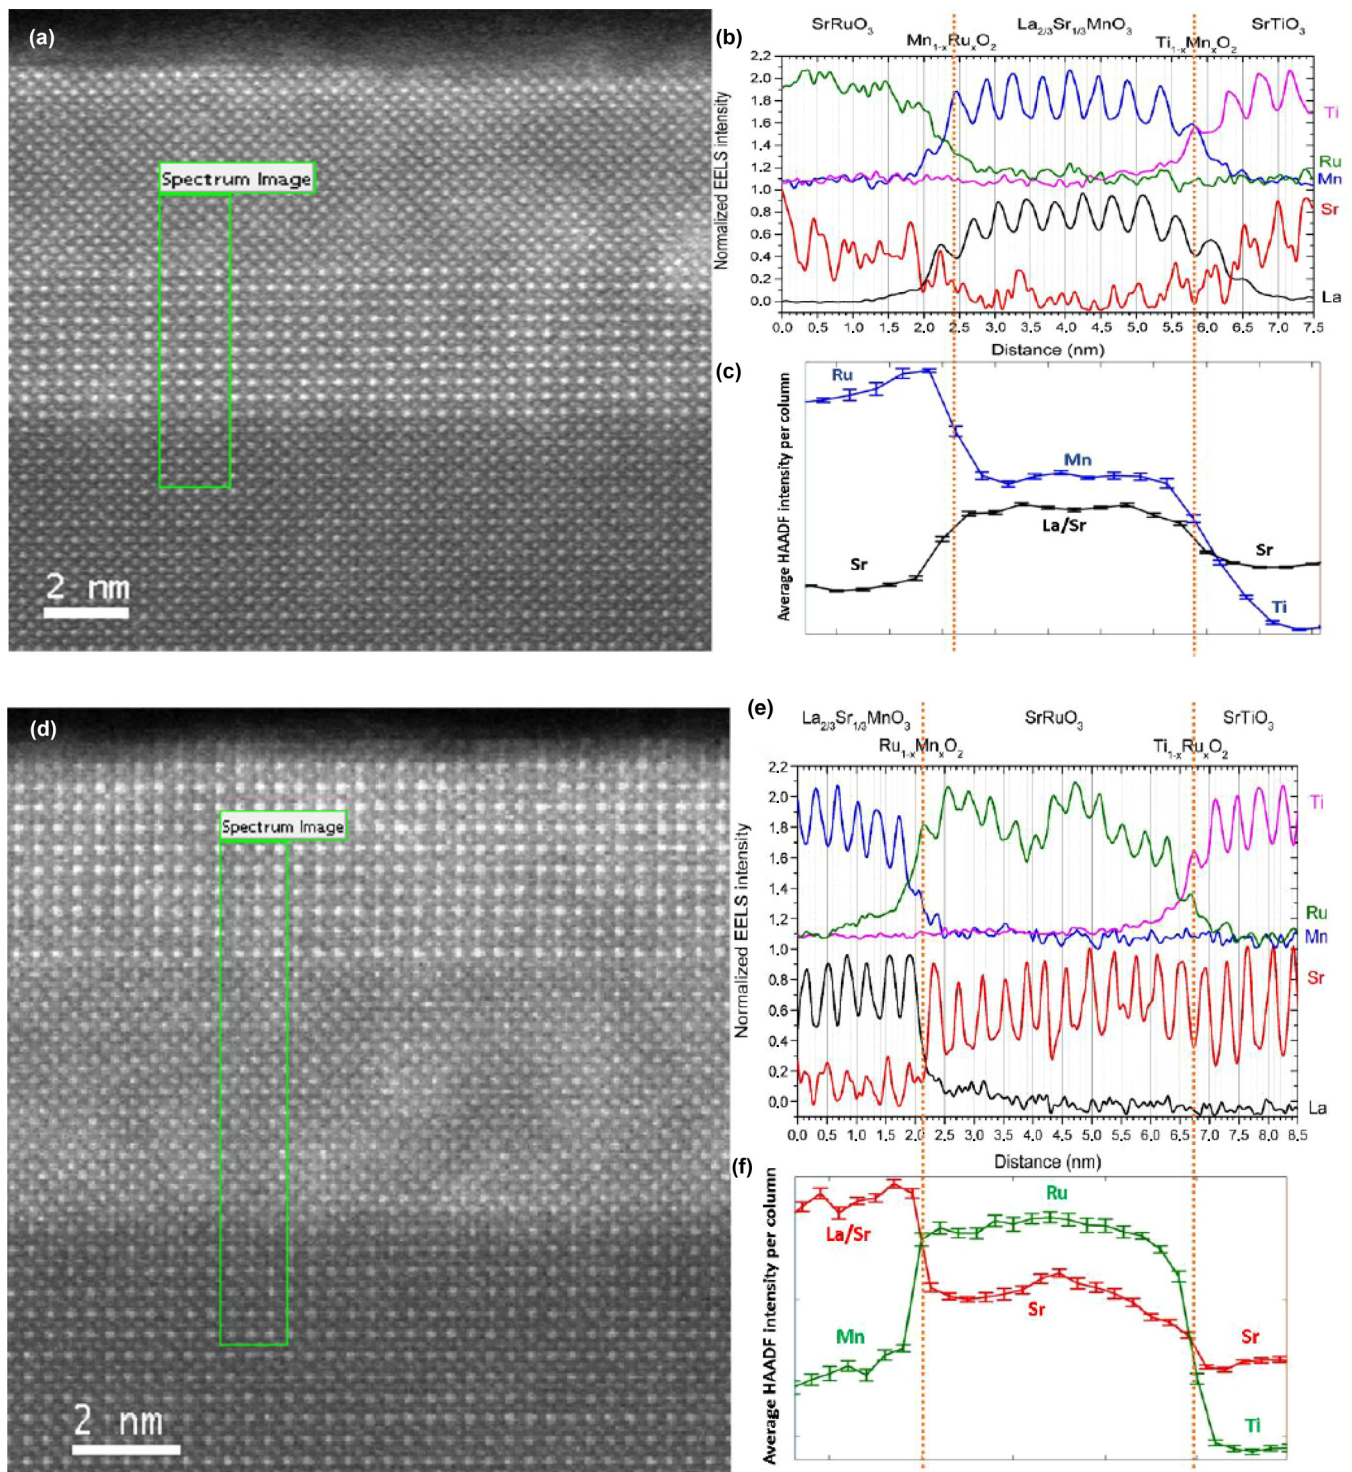 (a)
Spectrum Image
2 nm
(b)
SrRuO3 La2/3Sr1/3MnO3 SrTiO3
Mn1-xRuxO2 Ti1-xMnxO2
Normalized EELS intensity
2.2
2.0
1.8
1.6
1.4
1.2
1.0
0.8
0.6
0.4
0.2
0.0
Ti
Ru
Mn
Sr
La
0.0 0.5 1.0 1.5 2.0 2.5 3.0 3.5 4.0 4.5 5.0 5.5 6.0 6.5 7.0 7.5
Distance (nm)
(c)
Average HAADF intensity per column
Ru
Mn
La/Sr
Sr
Sr
Ti
(d)
Spectrum Image
2 nm
(e)
La2/3Sr1/3MnO3 SrRuO3 SrTiO3
Ru1-xMnxO2 Ti1-xRuxO2
Normalized EELS intensity
2.2
2.0
1.8
1.6
1.4
1.2
1.0
0.8
0.6
0.4
0.2
0.0
Ti
Ru
Mn
Sr
La
0.0 0.5 1.0 1.5 2.0 2.5 3.0 3.5 4.0 4.5 5.0 5.5 6.0 6.5 7.0 7.5 8.0 8.5
Distance (nm)
(f)
Average HAADF intensity per column
Ru
La/Sr
Sr
Mn
Sr
Ti